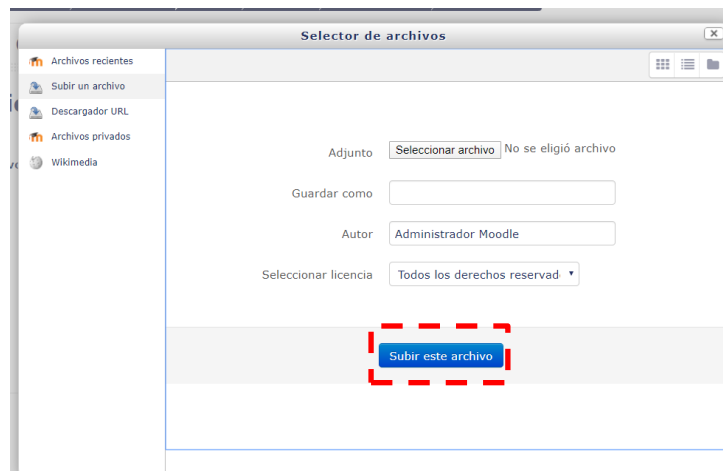 Selector de archivos
Archivos recientes
Subir un archivo
Descargador URL
Archivos privados
Wikimedia
Adjunto Seleccionar archivo No se eligió archivo
Guardar como
Autor Administrador Moodle
Seleccionar licencia Todos los derechos reservad
Subir este archivo